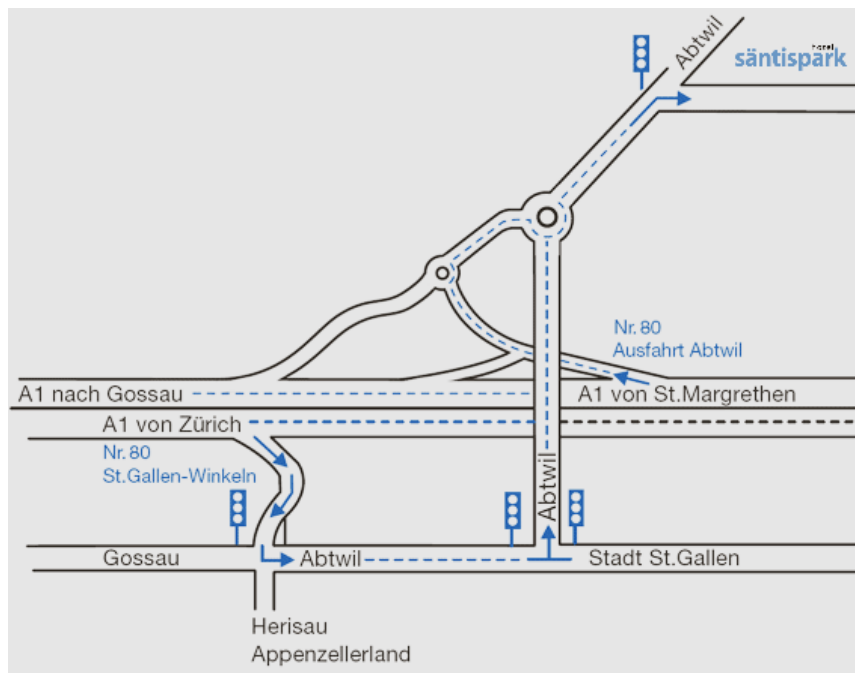 Abtwil
hotel
säntispark
Nr. 80
Ausfahrt Abtwil
A1 nach Gossau
A1 von St.Margrethen
A1 von Zürich
Nr. 80
St.Gallen-Winkeln
Abtwil
Gossau
Abtwil
Stadt St.Gallen
Herisau
Appenzellerland